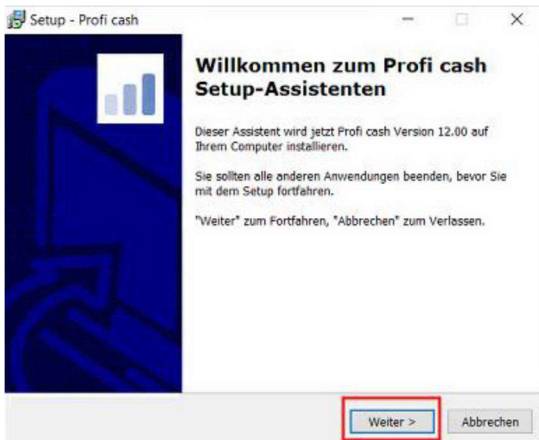 Setup - Profi cash
Willkommen zum Profi cash
Setup-Assistenten
Dieser Assistent wird jetzt Profi cash Version 12.00 auf
Ihrem Computer installieren.
Sie sollten alle anderen Anwendungen beenden, bevor Sie
mit dem Setup fortfahren.
"Weiter" zum Fortfahren, "Abbrechen" zum Verlassen.
Weiter >
Abbrechen